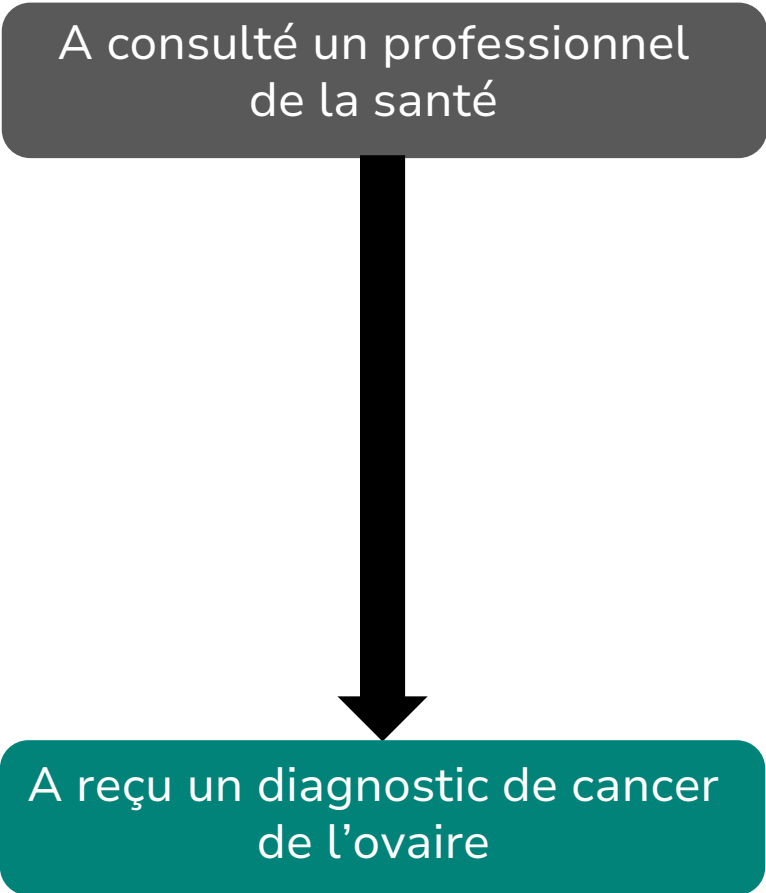 A consulté un professionnel
de la santé
A reçu un diagnostic de cancer
de l’ovaire